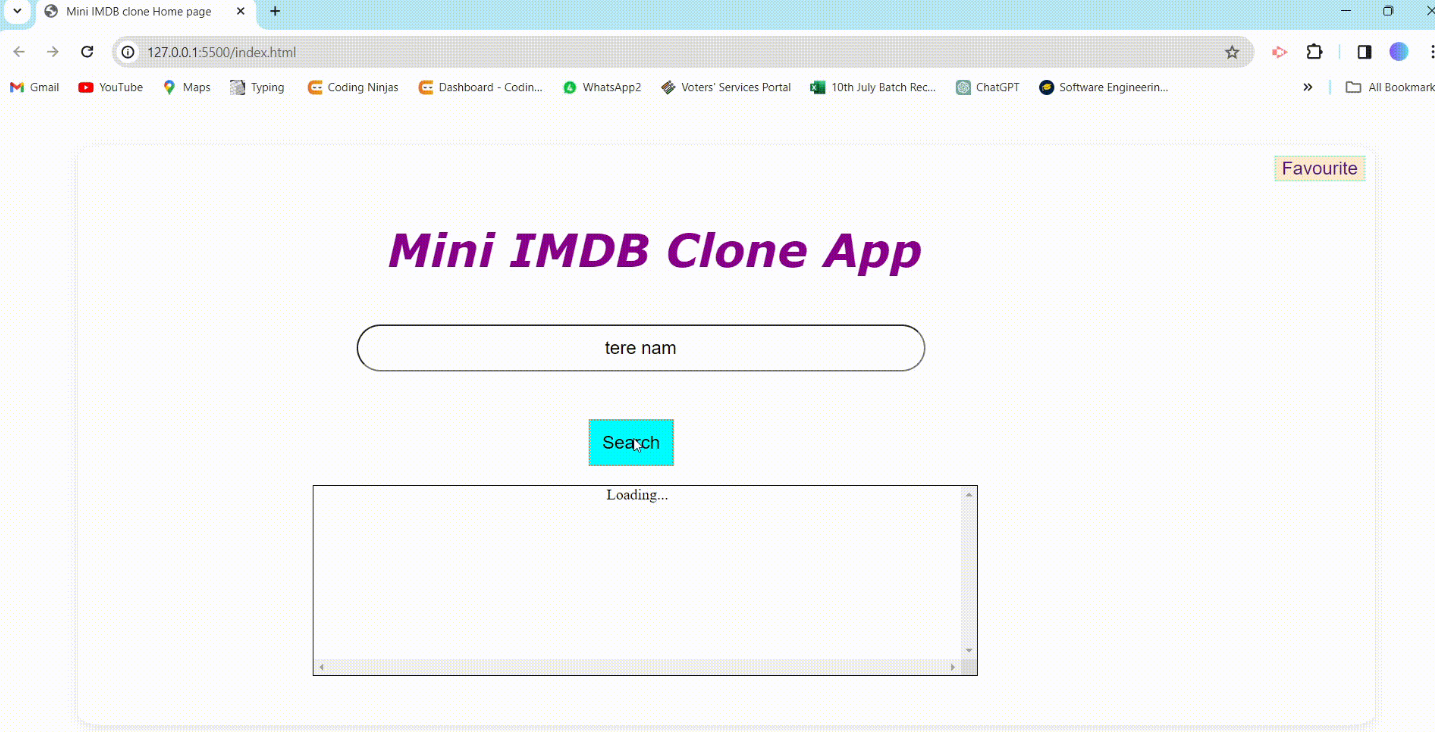 Mini IMDB clone Home page
127.0.0.1:5500/index.html
Gmail YouTube Maps Typing Coding Ninjas Dashboard - Codin... WhatsApp2 Voters' Services Portal 10th July Batch Rec... ChatGPT Software Engineerin... » All Bookmark
Favourite
Mini IMDB Clone App
tere nam
Search
Loading...